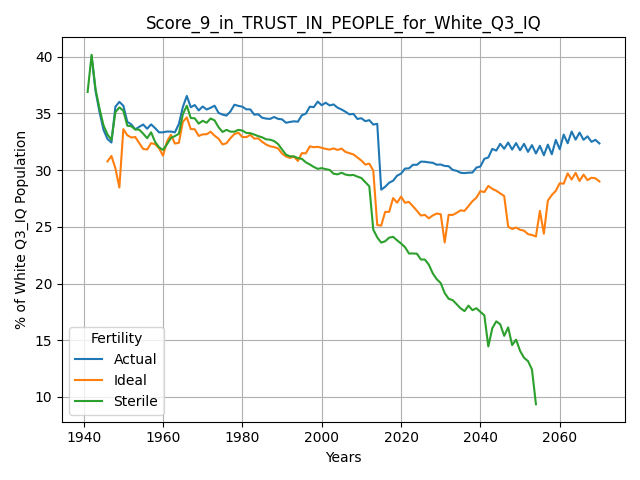 Score_9_in_TRUST_IN_PEOPLE_for_White_Q3_IQ
% of White Q3_IQ Population
40
35
30
25
20
15
10
Fertility
Actual
Ideal
Sterile
1940 1960 1980 2000 2020 2040 2060
Years